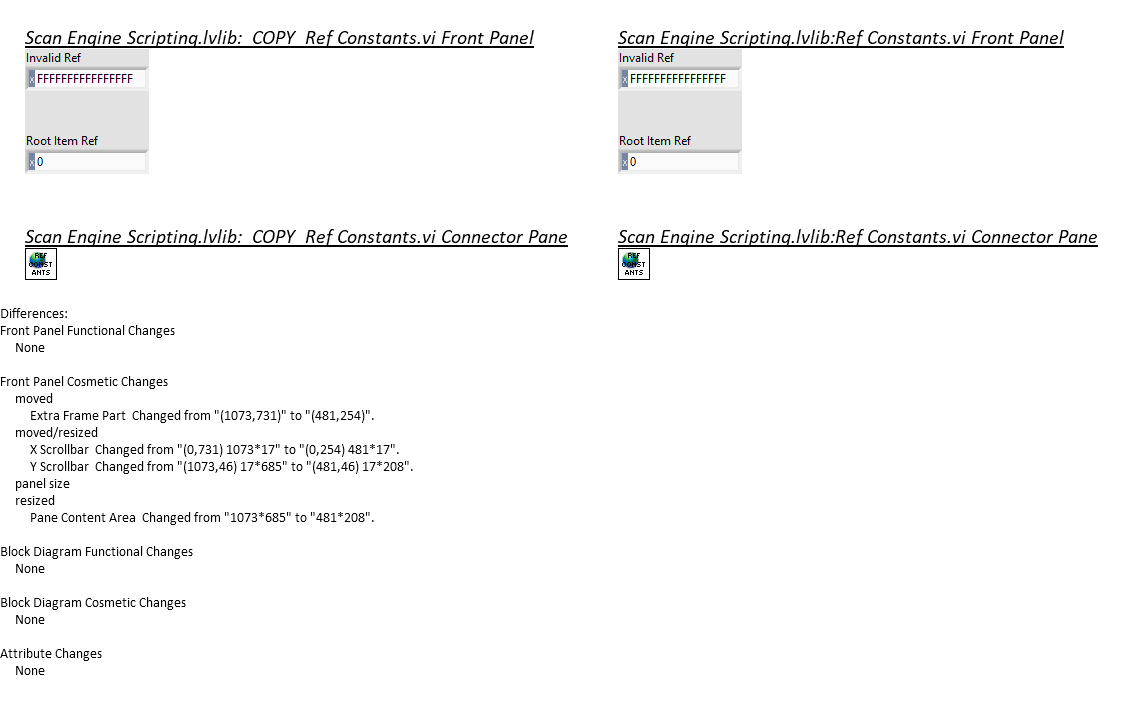 Scan Engine Scripting.lvlib:  COPY  Ref Constants.vi Front Panel
Invalid Ref
x FFFFFFFFFFFFFFFF
Root Item Ref
x 0
Scan Engine Scripting.lvlib:Ref Constants.vi Front Panel
Invalid Ref
x FFFFFFFFFFFFFFFF
Root Item Ref
x 0
Scan Engine Scripting.lvlib:  COPY  Ref Constants.vi Connector Pane
REF
CONST
ANTS
Scan Engine Scripting.lvlib:Ref Constants.vi Connector Pane
REF
CONST
ANTS
Differences:
Front Panel Functional Changes
None
Front Panel Cosmetic Changes
moved
Extra Frame Part  Changed from "(1073,731)" to "(481,254)".
moved/resized
X Scrollbar  Changed from "(0,731) 1073*17" to "(0,254) 481*17".
Y Scrollbar  Changed from "(1073,46) 17*685" to "(481,46) 17*208".
panel size
resized
Pane Content Area  Changed from "1073*685" to "481*208".
Block Diagram Functional Changes
None
Block Diagram Cosmetic Changes
None
Attribute Changes
None